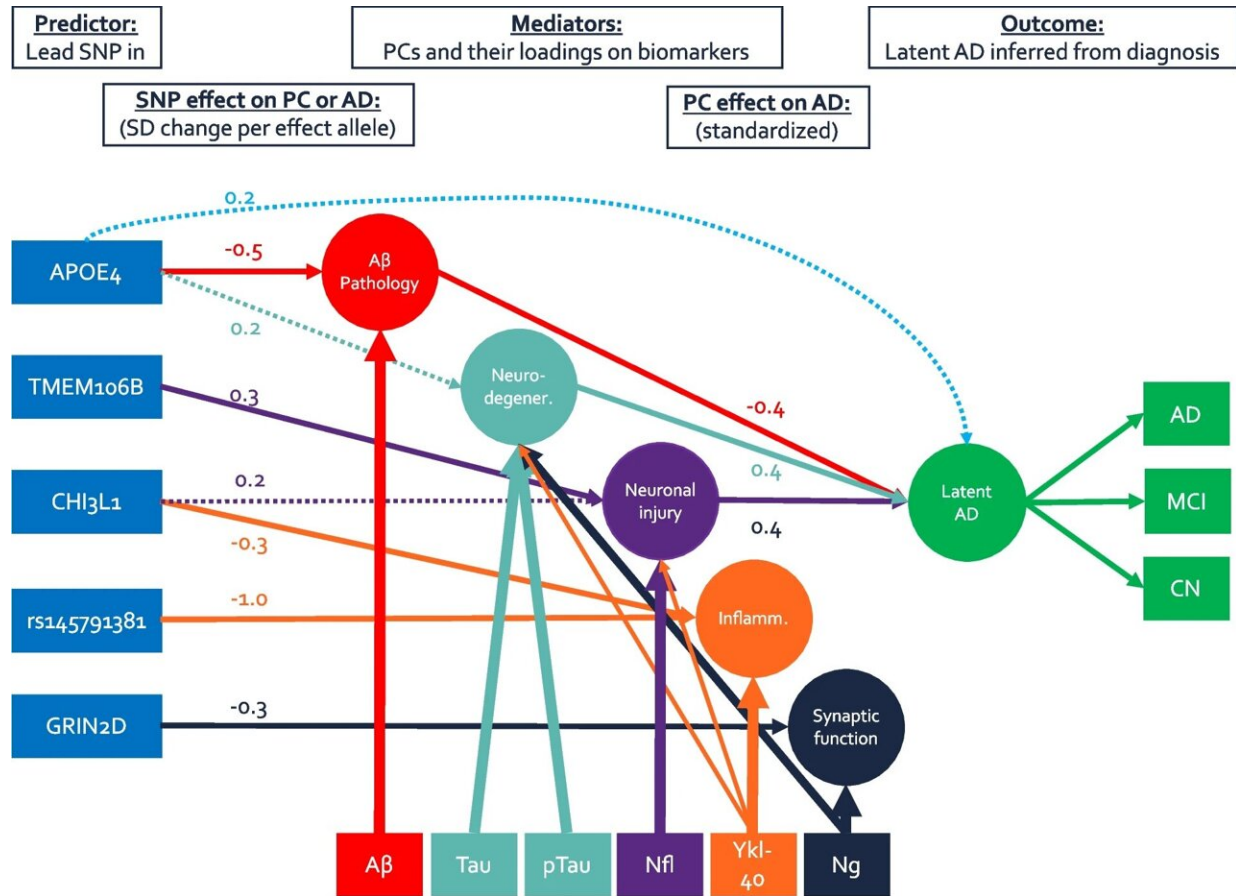 Predictor:
Lead SNP in
Mediators:
PCs and their loadings on biomarkers
Outcome:
Latent AD inferred from diagnosis
SNP effect on PC or AD:
(SD change per effect allele)
PC effect on AD:
(standardized)
0.2
APOE4
-0.5
Aβ
Pathology
0.2
TMEM106B
0.3
Neuro-
degener.
-0.4
0.4
AD
CHI3L1
0.2
Neuronal
injury
0.4
Latent
AD
MCI
-0.3
rs145791381
-1.0
Inflamm.
CN
GRIN2D
-0.3
Synaptic
function
Aβ
Tau
pTau
Nfl
Ykl-
40
Ng